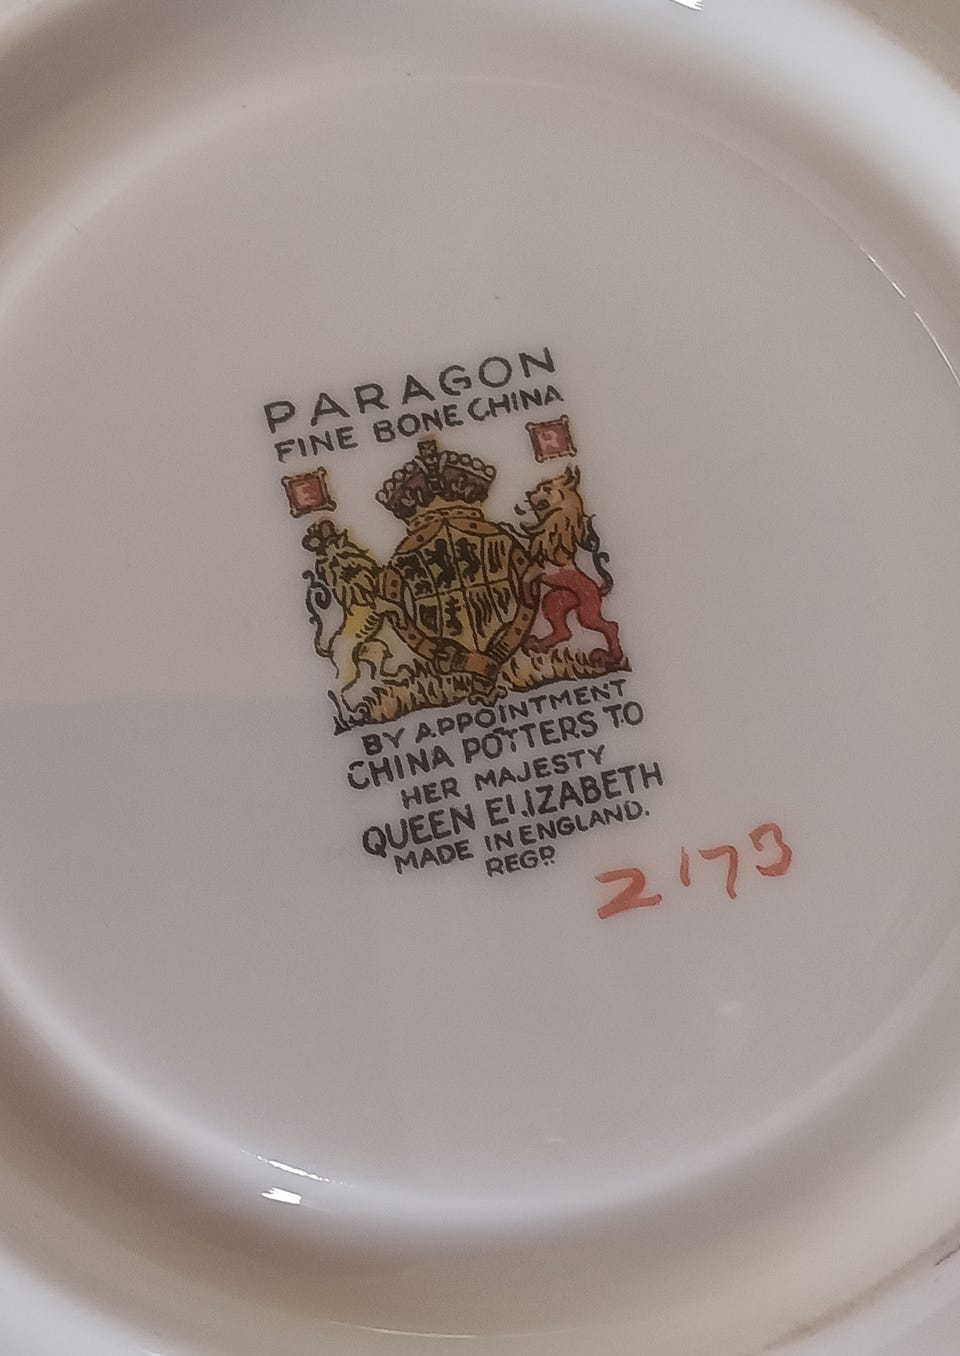 PARAGON
FINE BONE CHINA
E R
BY APPOINTMENT
CHINA POTTERS TO
HER MAJESTY
QUEEN ELIZABETH
MADE IN ENGLAND.
REGD
2173